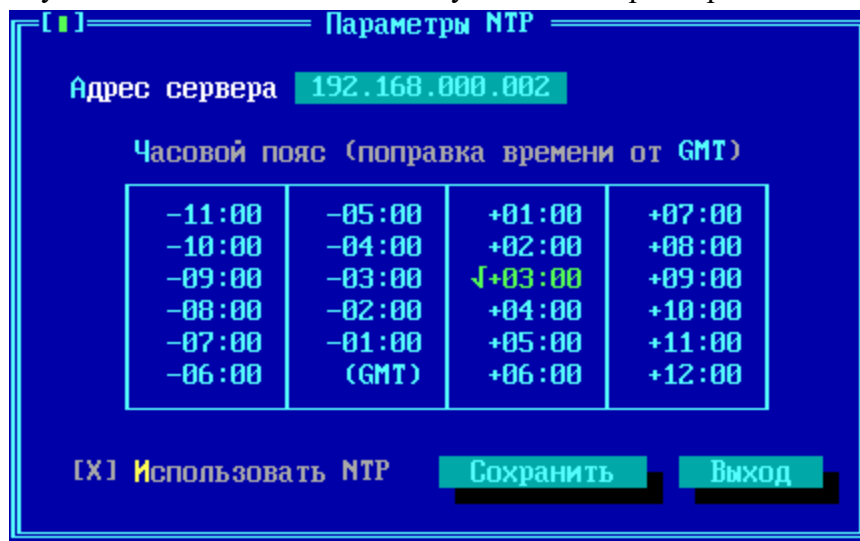 [▮] Параметры NTP
Адрес сервера 192.168.000.002
Часовой пояс (поправка времени от GMT)
-11:00 -05:00 +01:00 +07:00
-10:00 -04:00 +02:00 +08:00
-09:00 -03:00 √+03:00 +09:00
-08:00 -02:00 +04:00 +10:00
-07:00 -01:00 +05:00 +11:00
-06:00 (GMT) +06:00 +12:00
[X] Использовать NTP Сохранить Выход